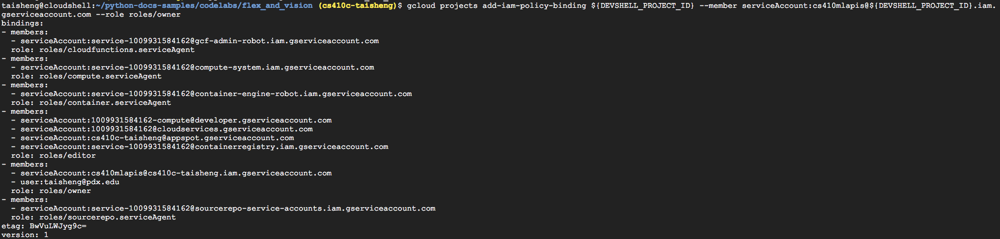 taisheng@cloudshell:~/python-docs-samples/codelabs/flex_and_vision (cs410c-taisheng)$ gcloud projects add-iam-policy-binding ${DEVSHELL_PROJECT_ID} --member serviceAccount:cs410mlapis@${DEVSHELL_PROJECT_ID}.iam.
gserviceaccount.com --role roles/owner
bindings:
- members:
  - serviceAccount:service-1009931584162@gcf-admin-robot.iam.gserviceaccount.com
  role: roles/cloudfunctions.serviceAgent
- members:
  - serviceAccount:service-1009931584162@compute-system.iam.gserviceaccount.com
  role: roles/compute.serviceAgent
- members:
  - serviceAccount:service-1009931584162@container-engine-robot.iam.gserviceaccount.com
  role: roles/container.serviceAgent
- members:
  - serviceAccount:1009931584162-compute@developer.gserviceaccount.com
  - serviceAccount:1009931584162@cloudservices.gserviceaccount.com
  - serviceAccount:cs410c-taisheng@appspot.gserviceaccount.com
  - serviceAccount:service-1009931584162@containerregistry.iam.gserviceaccount.com
  role: roles/editor
- members:
  - serviceAccount:cs410mlapis@cs410c-taisheng.iam.gserviceaccount.com
  - user:taisheng@pdx.edu
  role: roles/owner
- members:
  - serviceAccount:service-1009931584162@sourcerepo-service-accounts.iam.gserviceaccount.com
  role: roles/sourcerepo.serviceAgent
etag: BwVuLWJyg9c=
version: 1